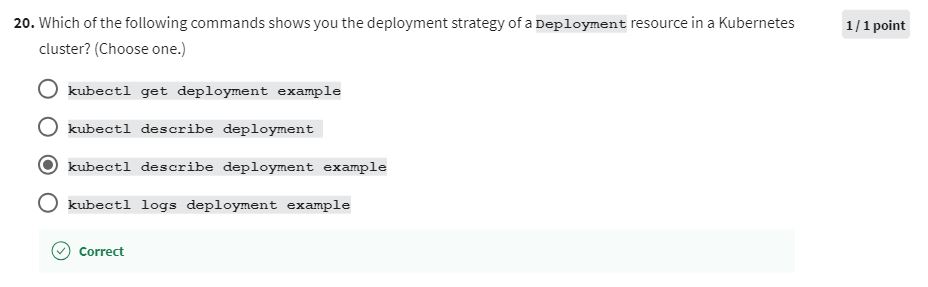 20. Which of the following commands shows you the deployment strategy of a Deployment resource in a Kubernetes
1 / 1 point
cluster? (Choose one.)
kubectl get deployment example
kubectl describe deployment
kubectl describe deployment example
kubectl logs deployment example
Correct